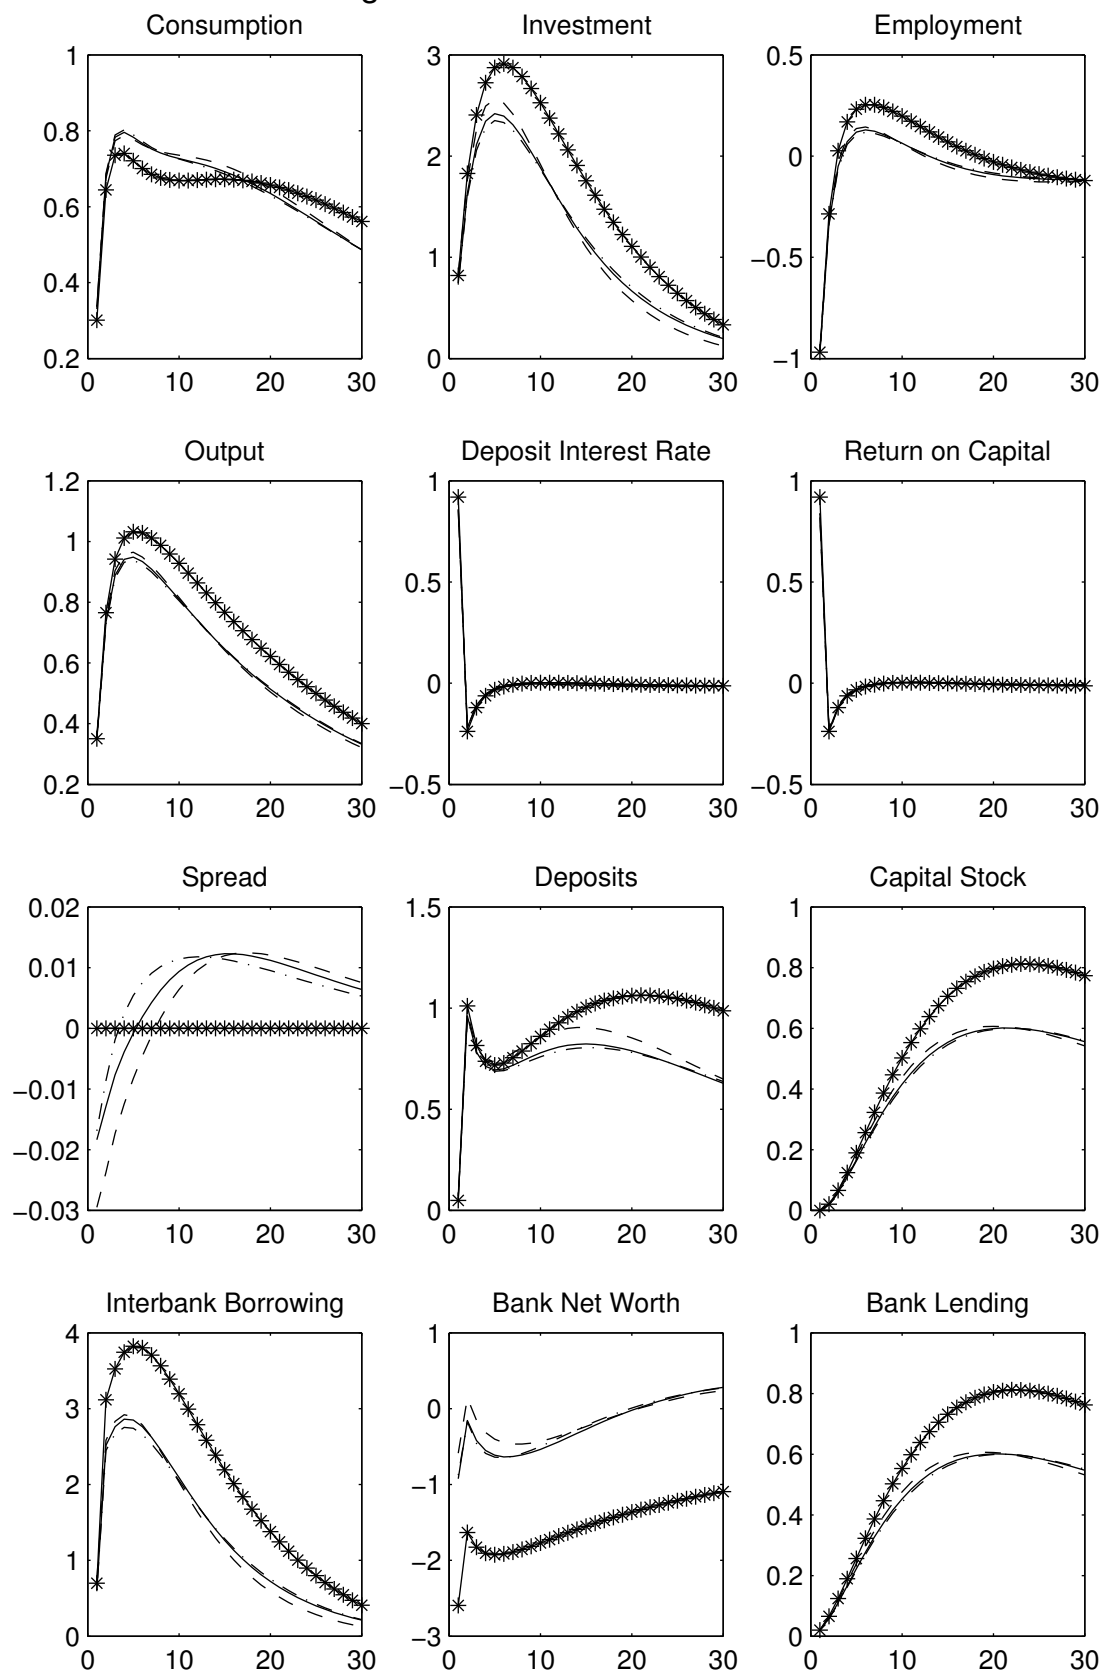 Consumption Investment Employment
1 3 0.5
0.8 2 0
0.6 1 −0.5
0.4
0.2 0 −1
0 10 20 30 0 10 20 30 0 10 20 30
Output Deposit Interest Rate Return on Capital
1.2 1 1
1 0.5 0.5
0.8
0.6 0 0
0.4
0.2 −0.5 −0.5
0 10 20 30 0 10 20 30 0 10 20 30
Spread Deposits Capital Stock
0.02 1.5 1
0.01 1 0.8
0 0.6
−0.01 0.5 0.4
−0.02 0.2
−0.03 0 0
0 10 20 30 0 10 20 30 0 10 20 30
Interbank Borrowing Bank Net Worth Bank Lending
4 1 1
3 0 0.8
2 −1 0.6
1 −2 0.4
0.2
0 −3 0
0 10 20 30 0 10 20 30 0 10 20 30